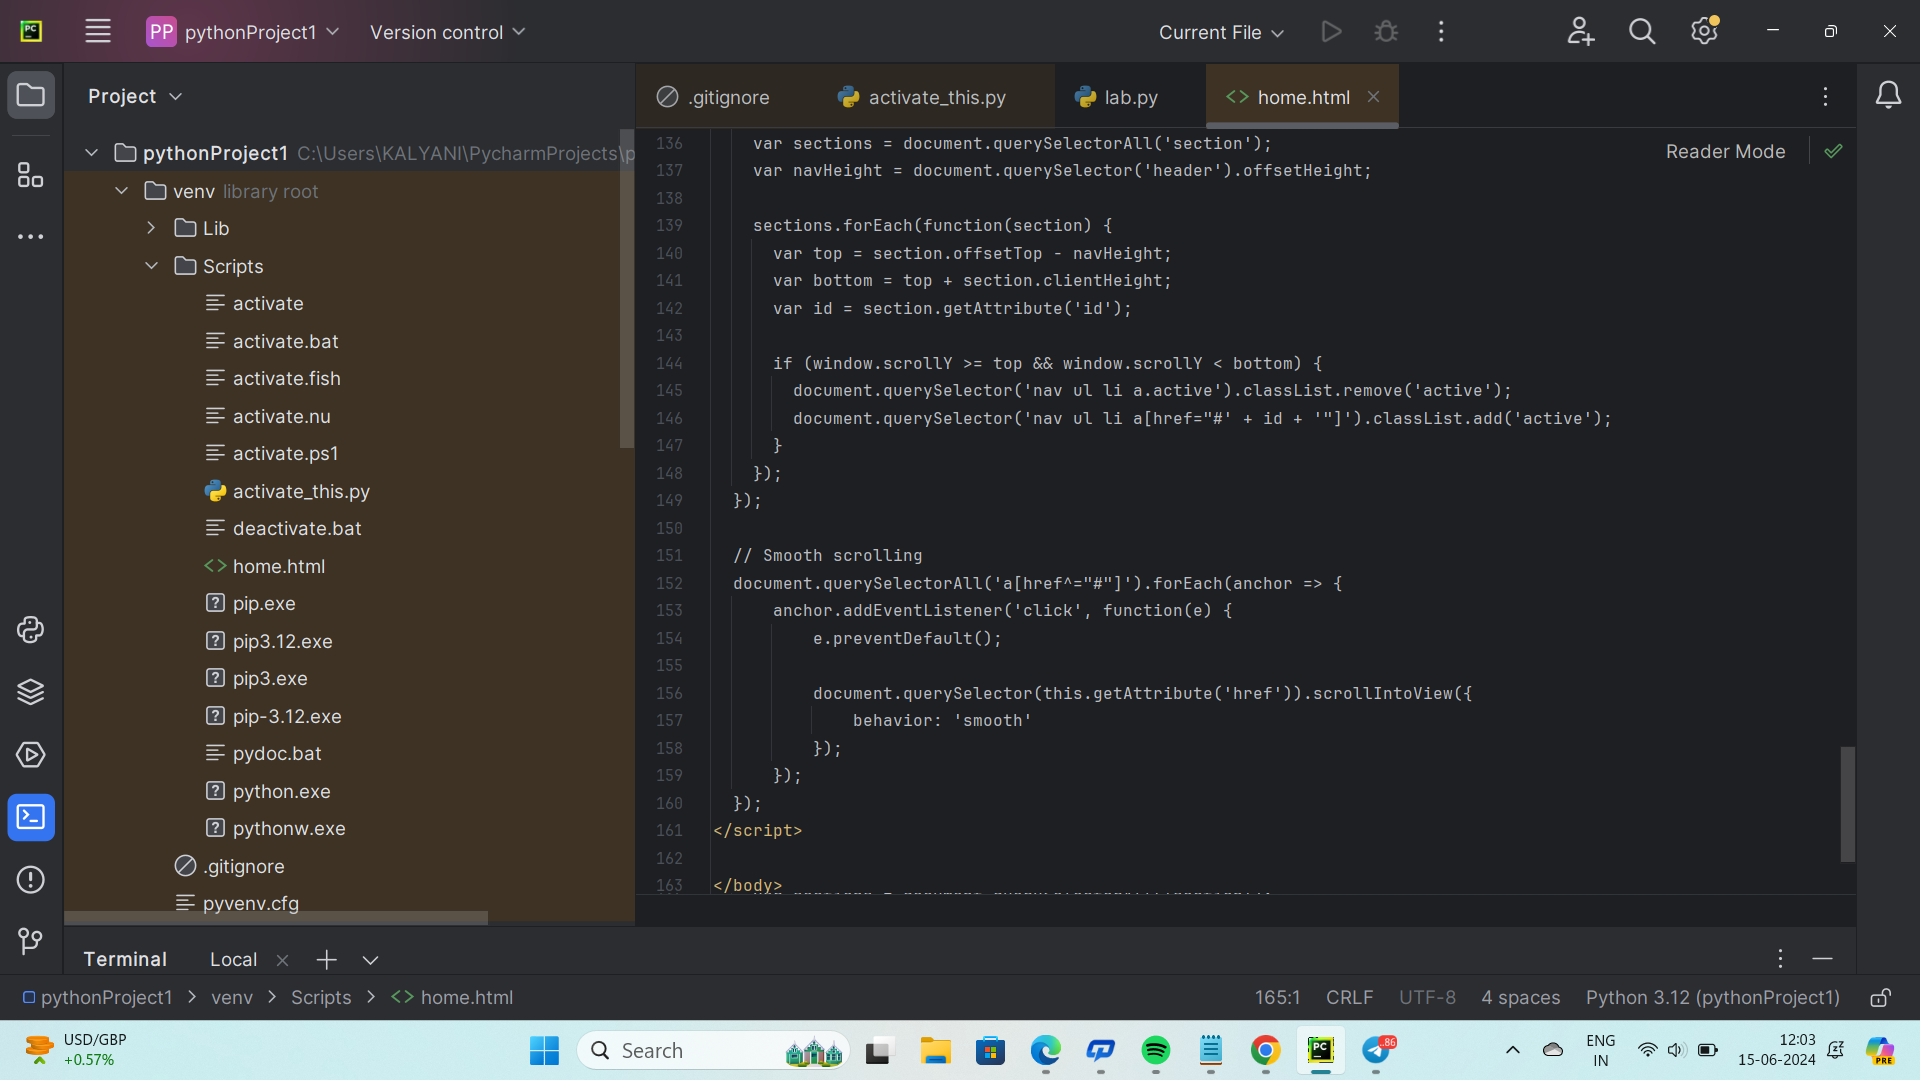 PC
PP pythonProject1
Version control
Current File
Project
.gitignore
activate_this.py
lab.py
<> home.html
pythonProject1 C:\Users\KALYANI\PycharmProjects\p
venv library root
Lib
Scripts
activate
activate.bat
activate.fish
activate.nu
activate.ps1
activate_this.py
deactivate.bat
<> home.html
pip.exe
pip3.12.exe
pip3.exe
pip-3.12.exe
pydoc.bat
python.exe
pythonw.exe
.gitignore
pyvenv.cfg
Reader Mode
136 var sections = document.querySelectorAll('section');
137 var navHeight = document.querySelector('header').offsetHeight;
138
139 sections.forEach(function(section) {
140 var top = section.offsetTop - navHeight;
141 var bottom = top + section.clientHeight;
142 var id = section.getAttribute('id');
143
144 if (window.scrollY >= top && window.scrollY < bottom) {
145 document.querySelector('nav ul li a.active').classList.remove('active');
146 document.querySelector('nav ul li a[href="#' + id + '"]').classList.add('active');
147 }
148 });
149 });
150
151 // Smooth scrolling
152 document.querySelectorAll('a[href^="#"]').forEach(anchor => {
153 anchor.addEventListener('click', function(e) {
154 e.preventDefault();
155
156 document.querySelector(this.getAttribute('href')).scrollIntoView({
157 behavior: 'smooth'
158 });
159 });
160 });
161 </script>
162
163 </body>
Terminal
Local
pythonProject1 > venv > Scripts > <> home.html
165:1 CRLF UTF-8 4 spaces Python 3.12 (pythonProject1)
USD/GBP
+0.57%
Search
PC
..86
ENG
IN
12:03
15-06-2024
PRE